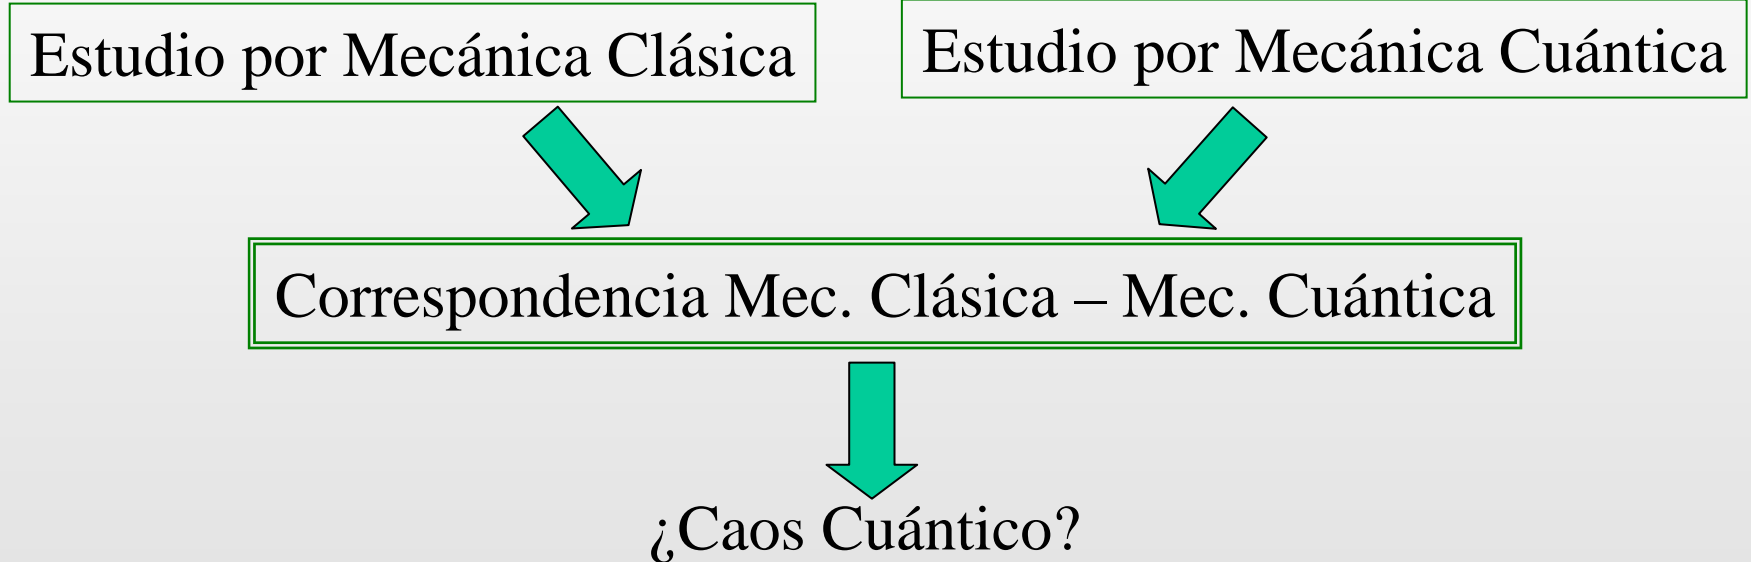 Estudio por Mecánica Clásica
Estudio por Mecánica Cuántica
Correspondencia Mec. Clásica – Mec. Cuántica
¿Caos Cuántico?